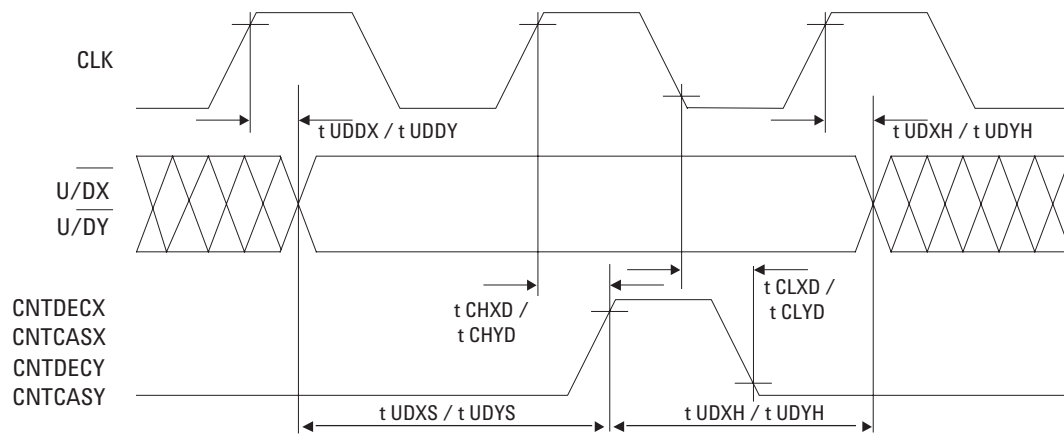 CLK
t UDDX / t UDDY
t UDXH / t UDYH
U/DX
U/DY
CNTDECX
CNTCASX
CNTDECY
CNTCASY
t CHXD /
t CHYD
t CLXD /
t CLYD
t UDXS / t UDYS
t UDXH / t UDYH